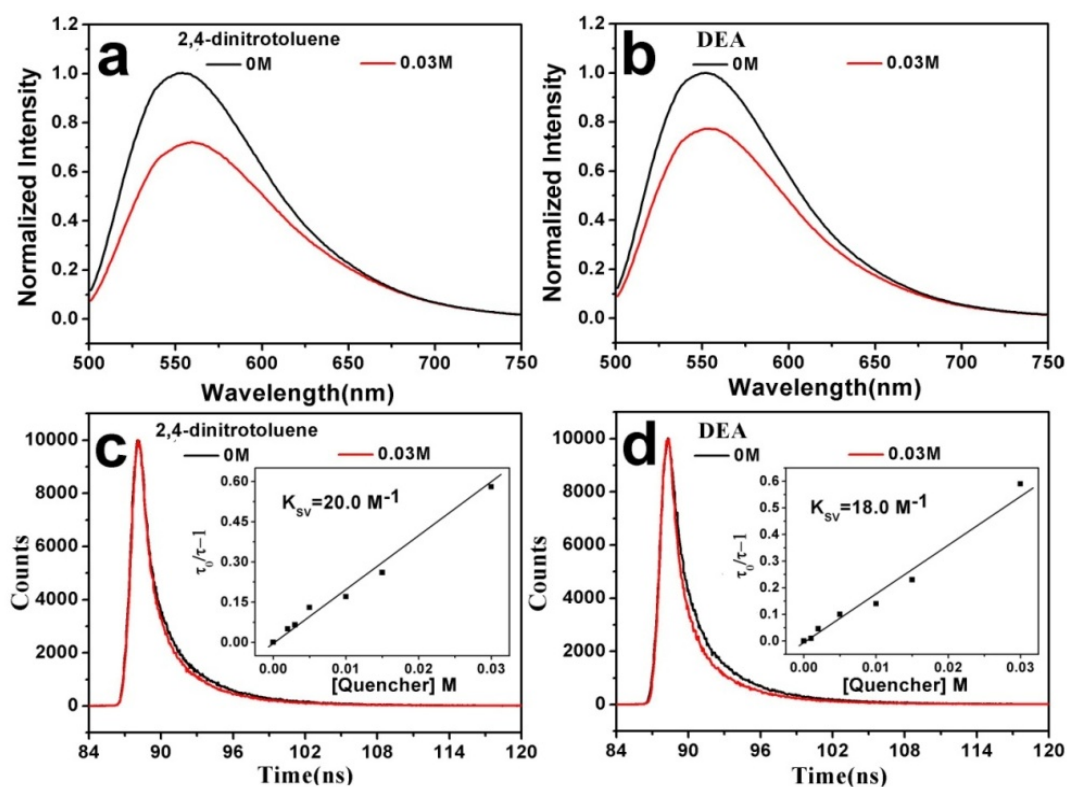 a
2,4-dinitrotoluene
0M 0.03M
Normalized Intensity
1.2
1.0
0.8
0.6
0.4
0.2
0.0
500 550 600 650 700 750
Wavelength(nm)
b
DEA
0M 0.03M
Normalized Intensity
1.2
1.0
0.8
0.6
0.4
0.2
0.0
500 550 600 650 700 750
Wavelength(nm)
c
2,4-dinitrotoluene
0M 0.03M
Counts
10000
8000
6000
4000
2000
0
84 90 96 102 108 114 120
Time(ns)
K_SV=20.0 M⁻¹
τ₀/τ−1
0.60
0.45
0.30
0.15
0.00
0.00 0.01 0.02 0.03
[Quencher] M
d
DEA
0M 0.03M
Counts
10000
8000
6000
4000
2000
0
84 90 96 102 108 114 120
Time(ns)
K_SV=18.0 M⁻¹
τ₀/τ−1
0.6
0.5
0.4
0.3
0.2
0.1
0.0
0.00 0.01 0.02 0.03
[Quencher] M